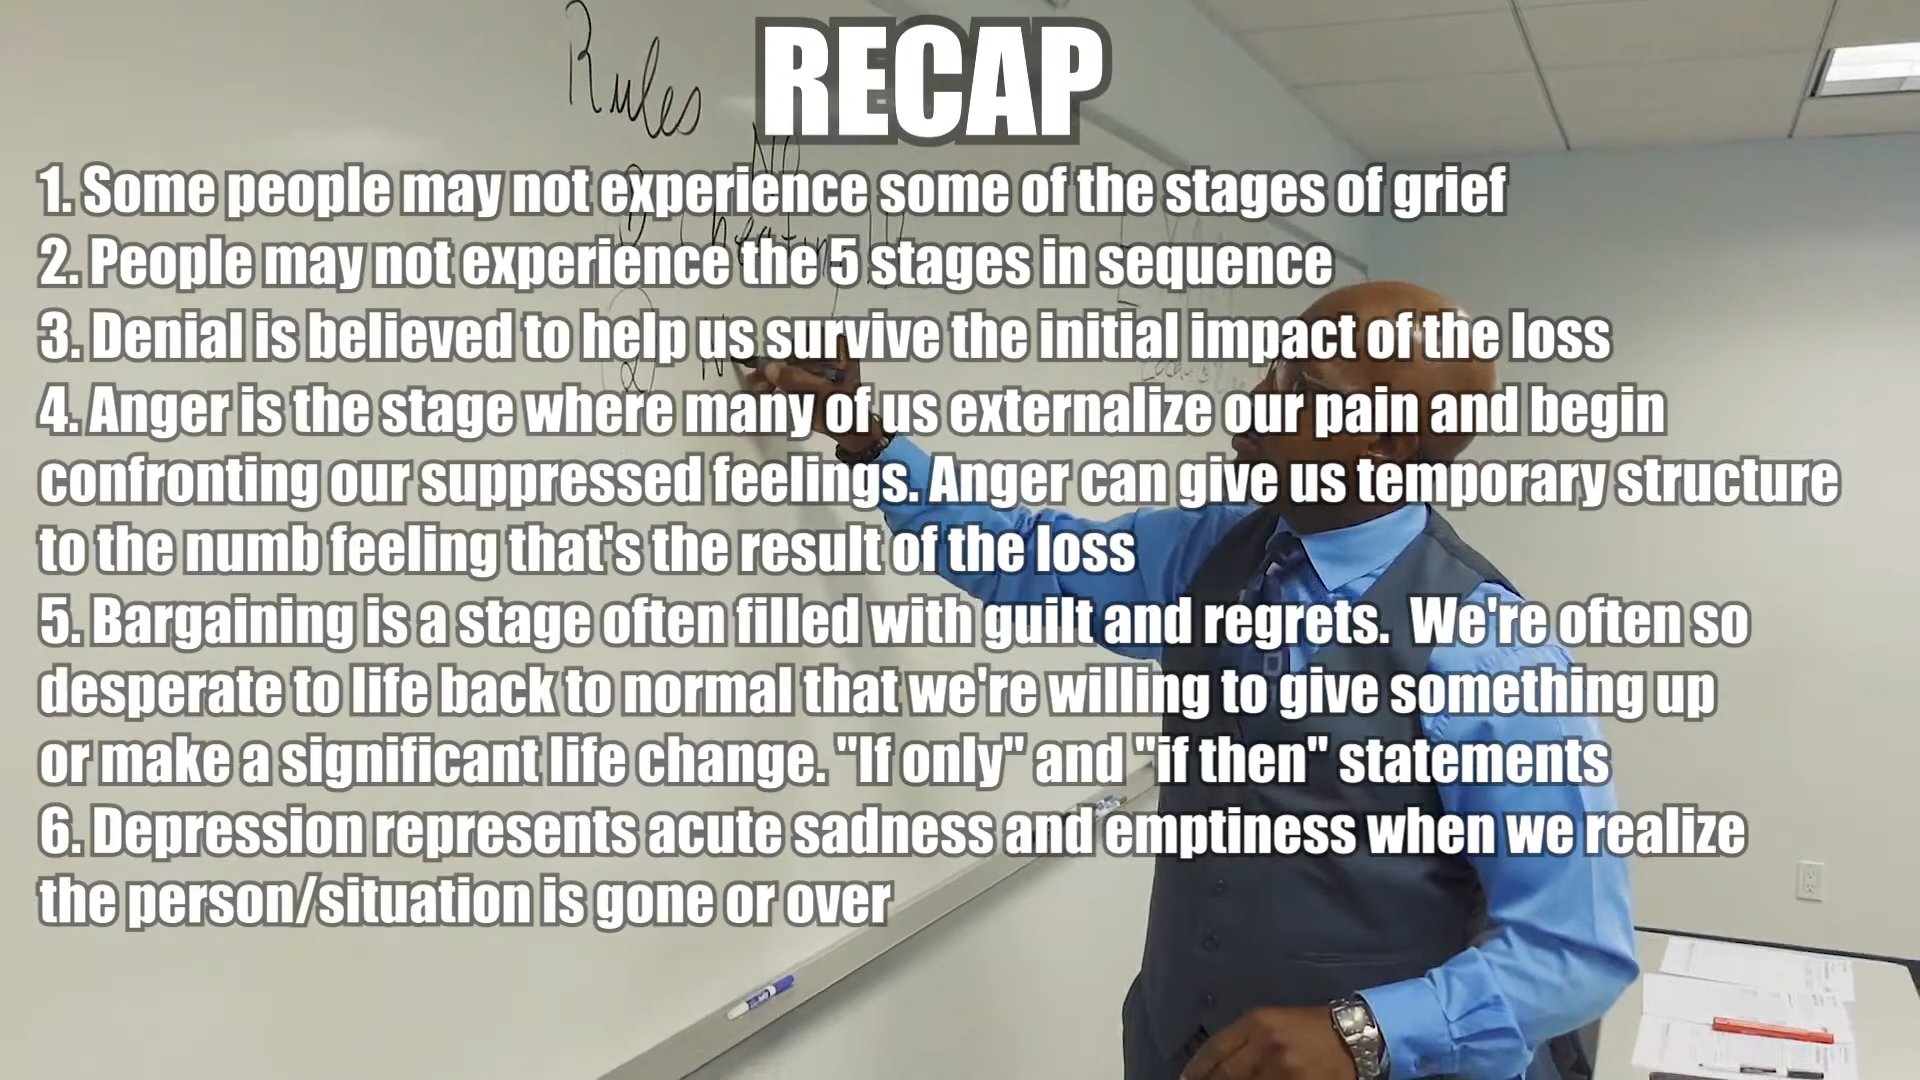 Rules
RECAP
No
1. Some people may not experience some of the stages of grief
2. People may not experience the 5 stages in sequence
3. Denial is believed to help us survive the initial impact of the loss
4. Anger is the stage where many of us externalize our pain and begin
confronting our suppressed feelings. Anger can give us temporary structure
to the numb feeling that's the result of the loss
5. Bargaining is a stage often filled with guilt and regrets. We're often so
desperate to life back to normal that we're willing to give something up
or make a significant life change. "If only" and "if then" statements
6. Depression represents acute sadness and emptiness when we realize
the person/situation is gone or over